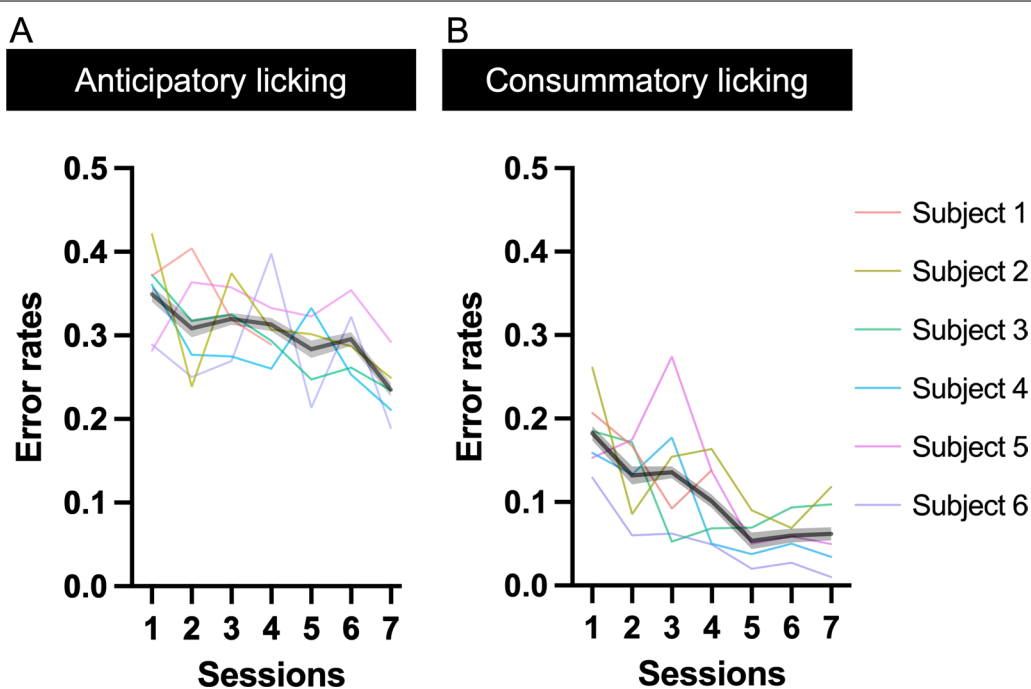 A
Anticipatory licking
0.5
0.4
0.3
0.2
0.1
0.0
Error rates
1 2 3 4 5 6 7
Sessions
B
Consummatory licking
0.5
0.4
0.3
0.2
0.1
0.0
Error rates
1 2 3 4 5 6 7
Sessions
Subject 1
Subject 2
Subject 3
Subject 4
Subject 5
Subject 6